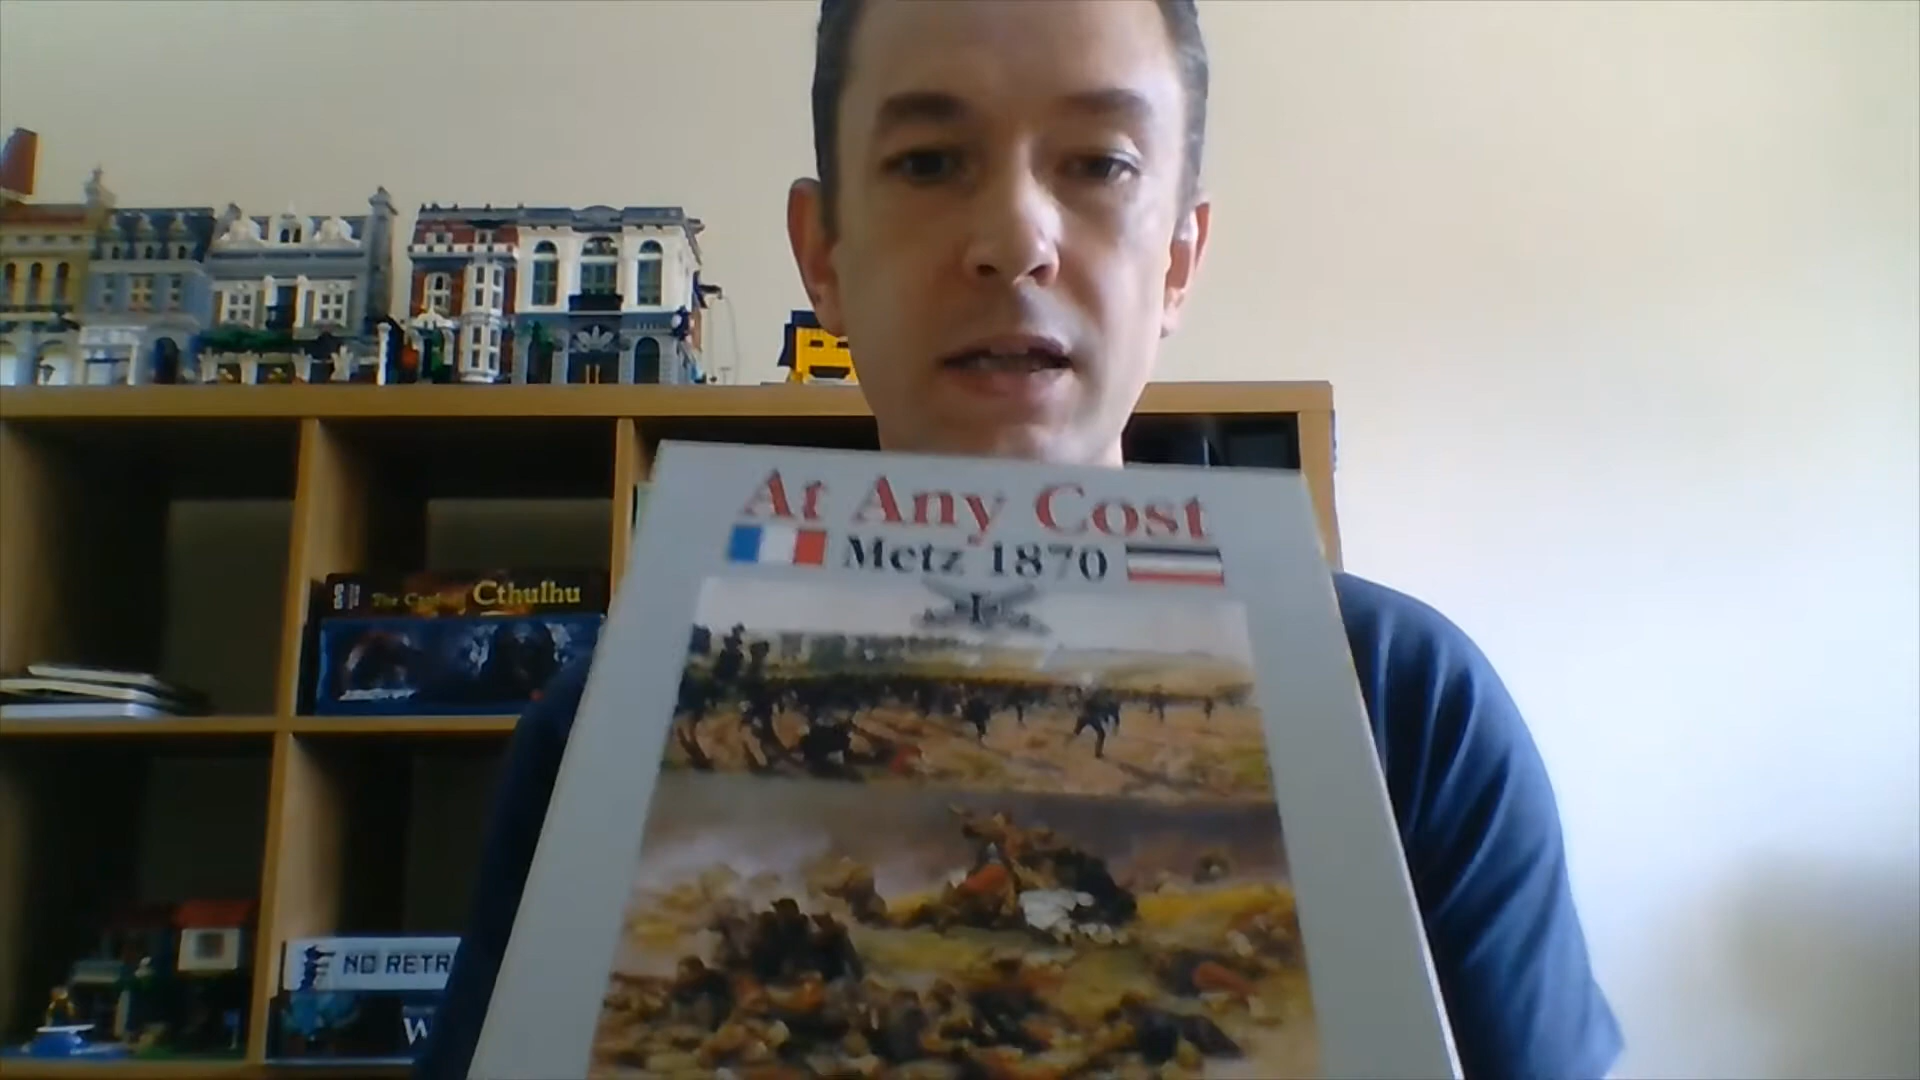 At Any Cost
Metz 1870
Cthulhu
NO RETR
W